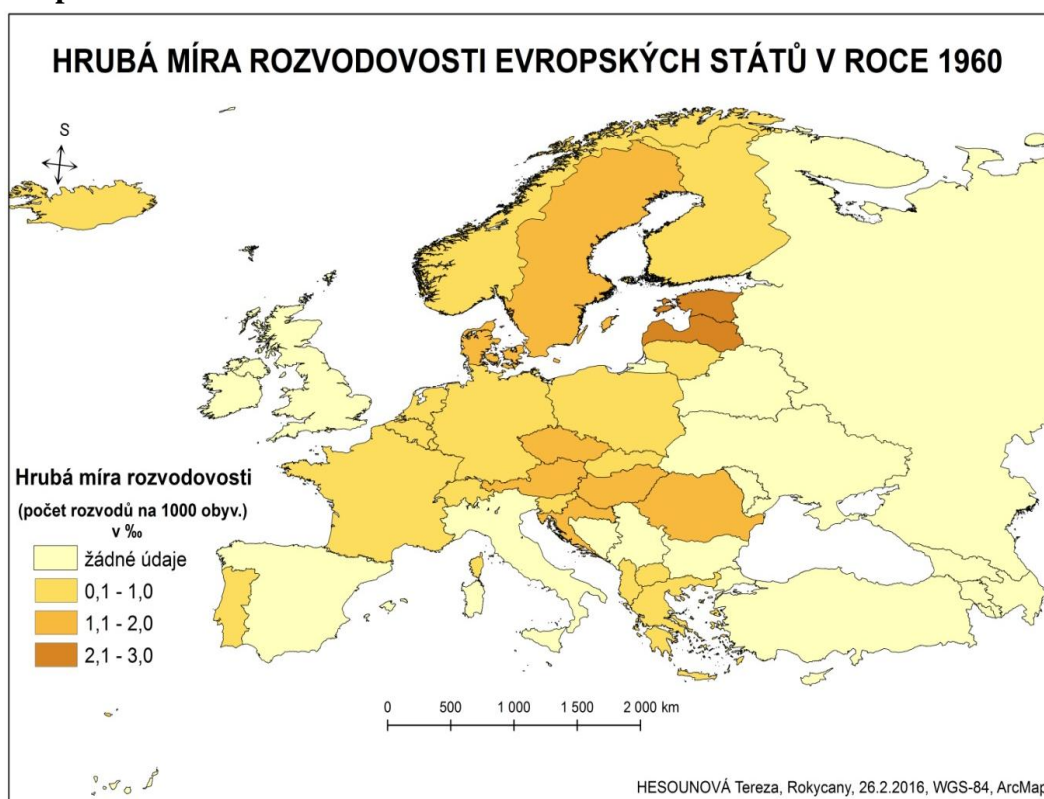 HRUBÁ MÍRA ROZVODOVOSTI EVROPSKÝCH STÁTŮ V ROCE 1960
S
Hrubá míra rozvodovosti
(počet rozvodů na 1000 obyv.)
v ‰
žádné údaje
0,1 - 1,0
1,1 - 2,0
2,1 - 3,0
0 500 1 000 1 500 2 000 km
HESOUNOVÁ Tereza, Rokycany, 26.2.2016, WGS-84, ArcMap